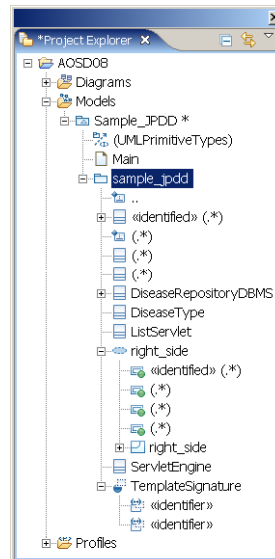 *Project Explorer
AOSD08
Diagrams
Models
Sample_JPDD *
(UMLPrimitiveTypes)
Main
sample_jpdd
..
«identified» (.*)
(.*)
(.*)
(.*)
DiseaseRepositoryDBMS
DiseaseType
ListServlet
right_side
«identified» (.*)
(.*)
(.*)
(.*)
right_side
ServletEngine
TemplateSignature
«identifier»
«identifier»
Profiles